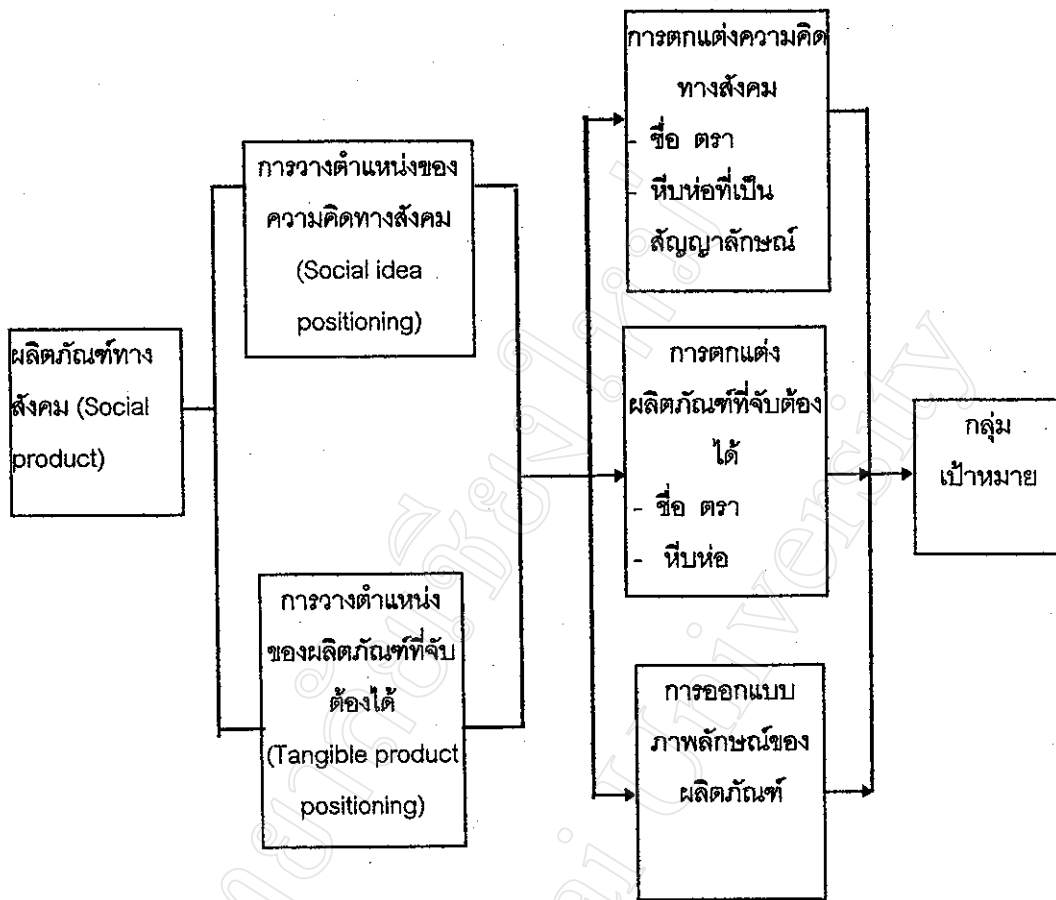 ผลิตภัณฑ์ทาง
สังคม (Social
product)
การวางตำแหน่งของ
ความคิดทางสังคม
(Social idea
positioning)
การวางตำแหน่ง
ของผลิตภัณฑ์ที่จับ
ต้องได้
(Tangible product
positioning)
การตกแต่งความคิด
ทางสังคม
- ชื่อ ตรา
- หีบห่อที่เป็น
สัญญาลักษณ์
การตกแต่ง
ผลิตภัณฑ์ที่จับต้อง
ได้
- ชื่อ ตรา
- หีบห่อ
การออกแบบ
ภาพลักษณ์ของ
ผลิตภัณฑ์
กลุ่ม
เป้าหมาย